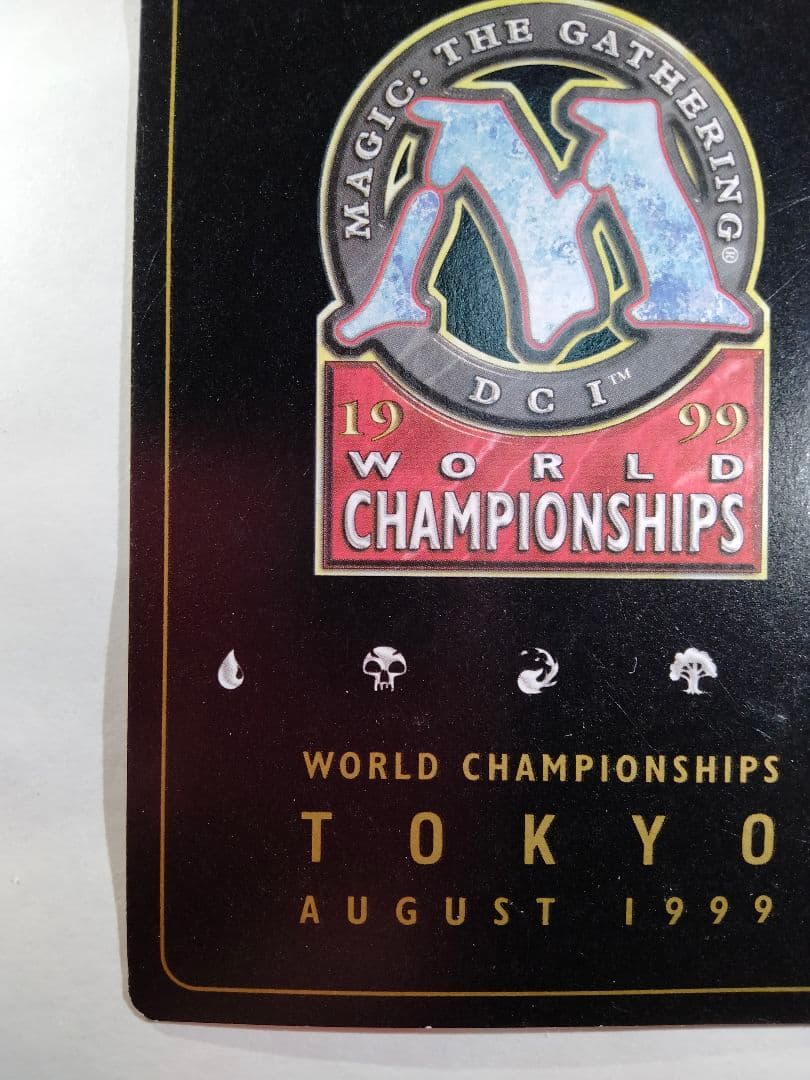 MAGIC: THE GATHERING®
DCI™
19 99
WORLD
CHAMPIONSHIPS
WORLD CHAMPIONSHIPS
TOKYO
AUGUST 1999